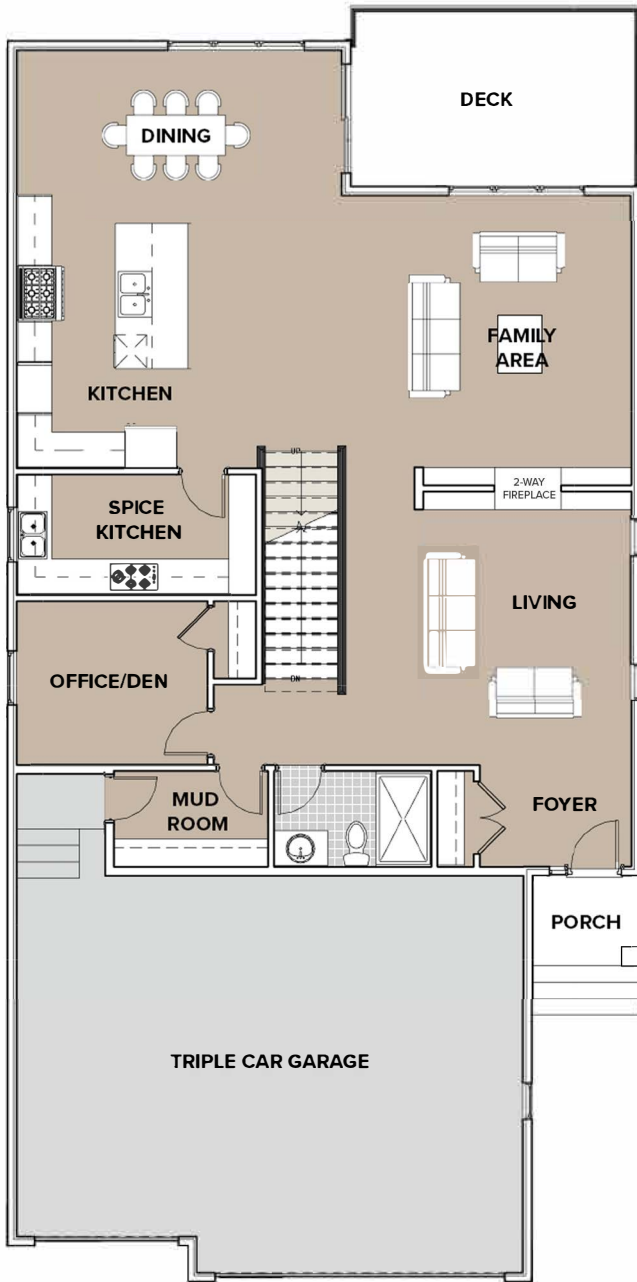 DECK
DINING
FAMILY
AREA
KITCHEN
UP
2-WAY
FIREPLACE
SPICE
KITCHEN
LIVING
OFFICE/DEN
DN
MUD
ROOM
FOYER
PORCH
TRIPLE CAR GARAGE